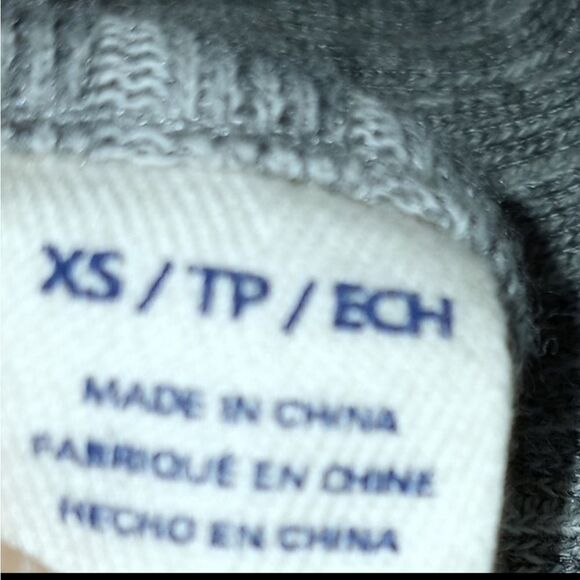 XS / TP / ECH
MADE IN CHINA
FABRIQUÉ EN CHINE
HECHO EN CHINA